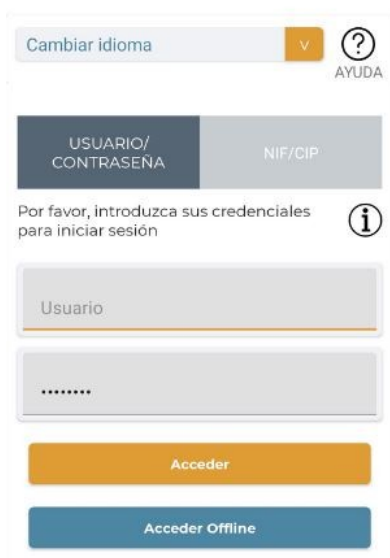 Cambiar idioma
V
?
AYUDA
USUARIO/
CONTRASEÑA
NIF/CIP
Por favor, introduzca sus credenciales
para iniciar sesión
i
Usuario
........
Acceder
Acceder Offline